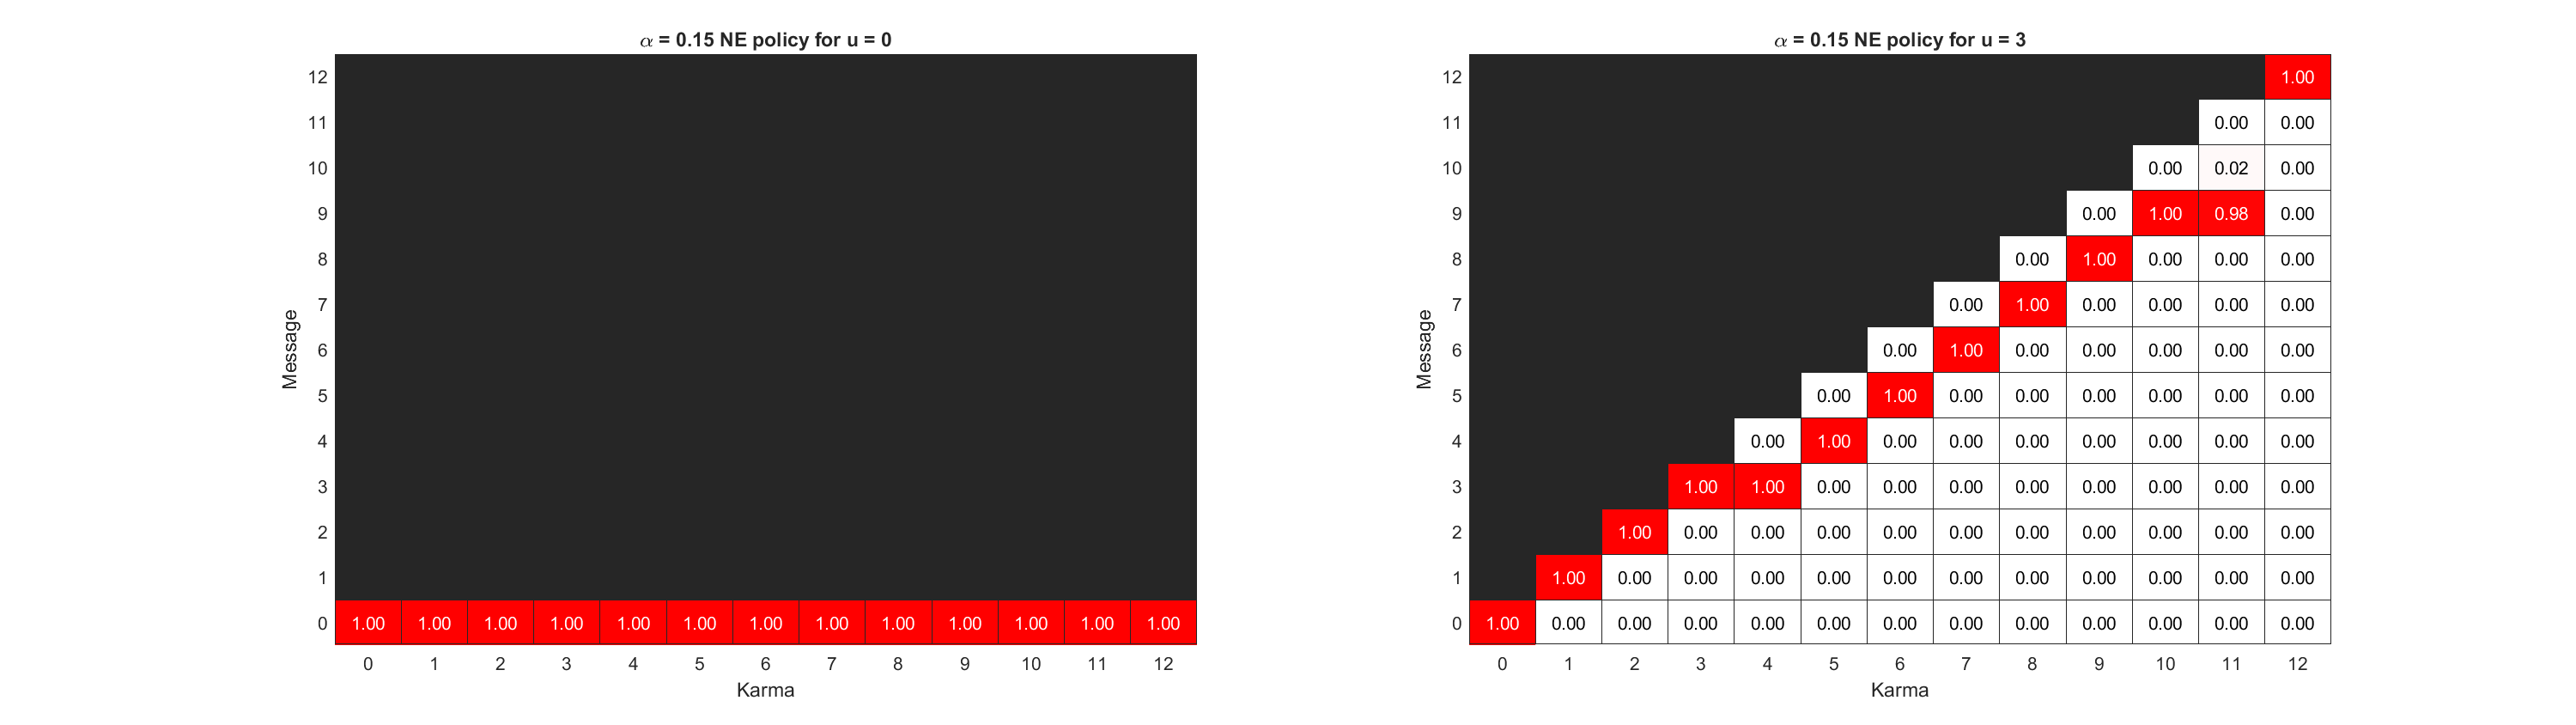 α = 0.15 NE policy for u = 0
12
11
10
9
8
7
6
5
4
3
2
1
0
Message
1.00 1.00 1.00 1.00 1.00 1.00 1.00 1.00 1.00 1.00 1.00 1.00 1.00
0 1 2 3 4 5 6 7 8 9 10 11 12
Karma
α = 0.15 NE policy for u = 3
12 1.00
11 0.00 0.00
10 0.00 0.02 0.00
9 0.00 1.00 0.98 0.00
8 0.00 1.00 0.00 0.00 0.00
7 0.00 1.00 0.00 0.00 0.00 0.00
6 0.00 1.00 0.00 0.00 0.00 0.00 0.00
5 0.00 1.00 0.00 0.00 0.00 0.00 0.00 0.00
4 0.00 1.00 0.00 0.00 0.00 0.00 0.00 0.00 0.00
3 1.00 1.00 0.00 0.00 0.00 0.00 0.00 0.00 0.00 0.00
2 1.00 0.00 0.00 0.00 0.00 0.00 0.00 0.00 0.00 0.00 0.00
1 1.00 0.00 0.00 0.00 0.00 0.00 0.00 0.00 0.00 0.00 0.00 0.00
0 1.00 0.00 0.00 0.00 0.00 0.00 0.00 0.00 0.00 0.00 0.00 0.00 0.00
Message
0 1 2 3 4 5 6 7 8 9 10 11 12
Karma